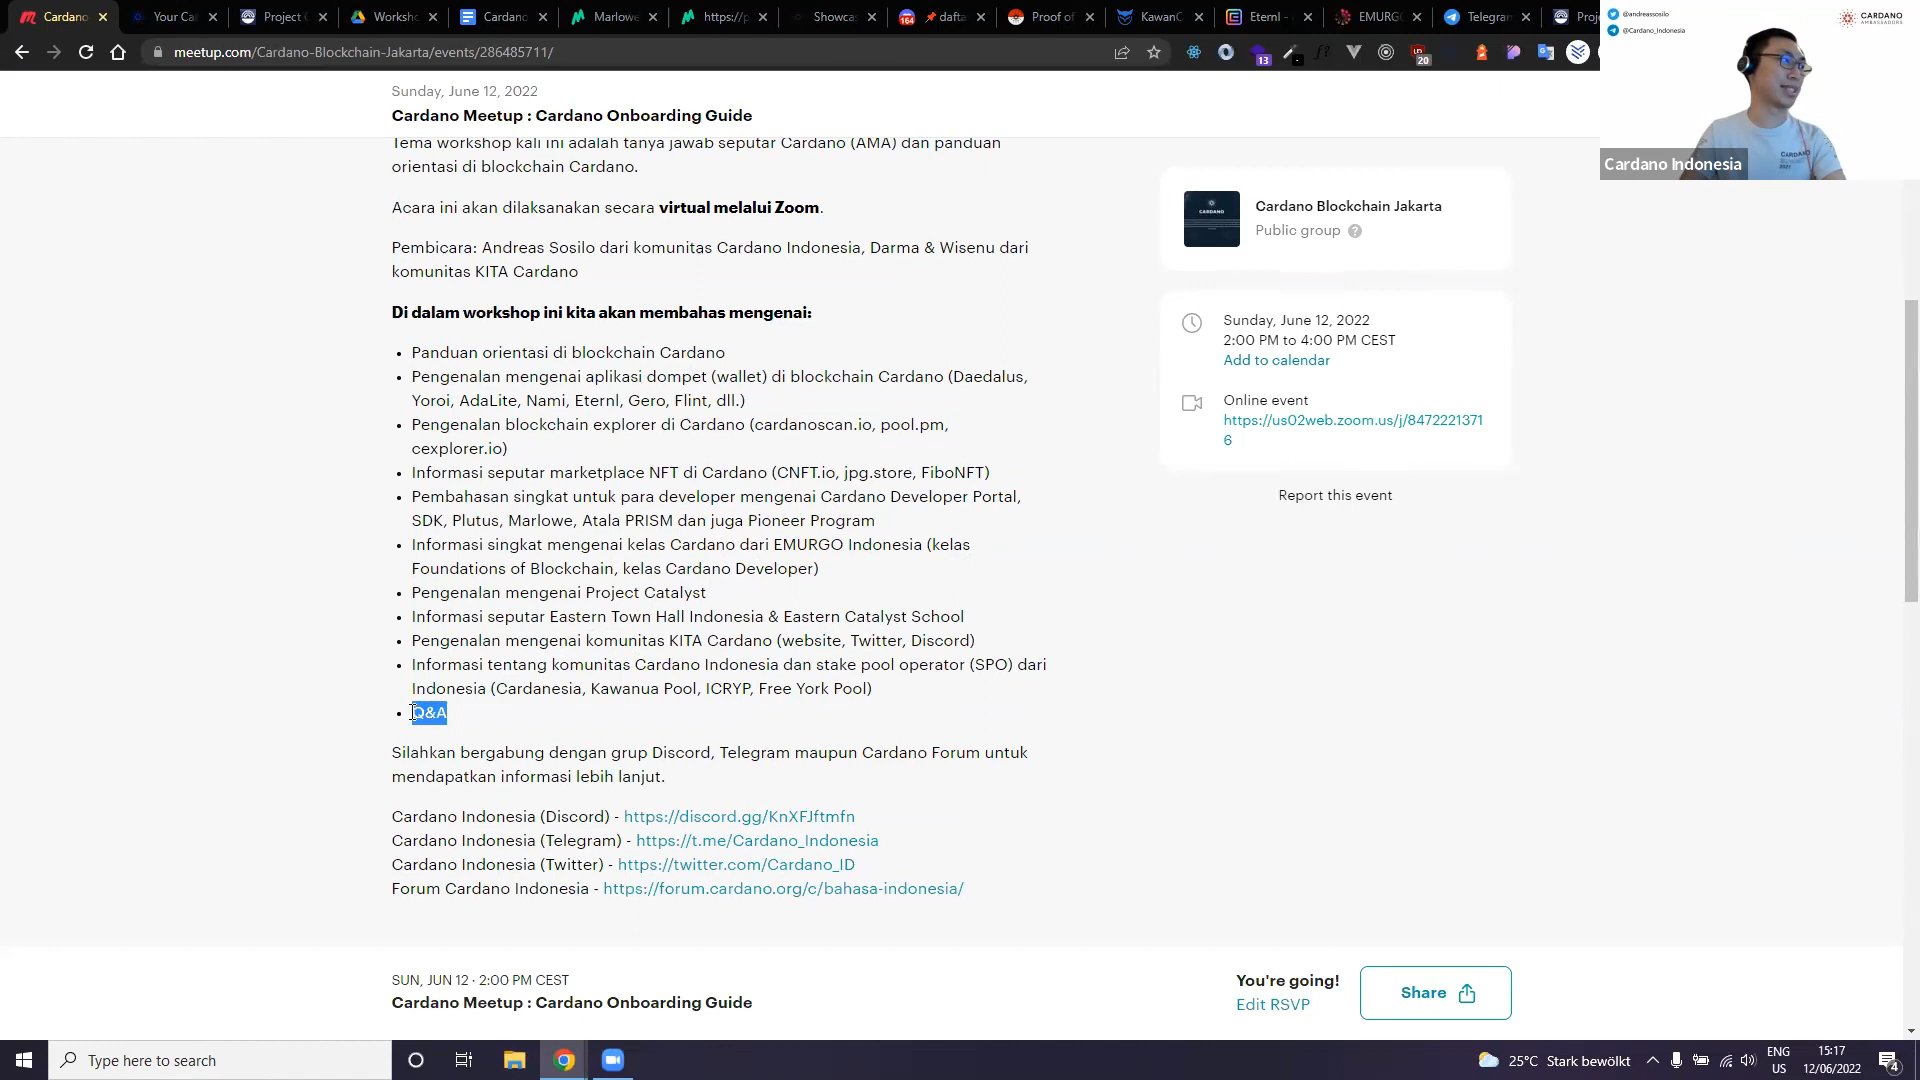 Cardano
Your Ca
Project
Worksho
Cardano
Marlowe
https://p
Showca
164
dafta
Proof of
KawanC
Eternl -
EMURG
Telegram
Proj
meetup.com/Cardano-Blockchain-Jakarta/events/286485711/
13
20
@andreassosilo
@Cardano_Indonesia
CARDANO
AMBASSADORS
CARDANO
Cardano Indonesia
Sunday, June 12, 2022
Cardano Meetup : Cardano Onboarding Guide
Tema workshop kali ini adalah tanya jawab seputar Cardano (AMA) dan panduan
orientasi di blockchain Cardano.
Acara ini akan dilaksanakan secara virtual melalui Zoom.
Pembicara: Andreas Sosilo dari komunitas Cardano Indonesia, Darma & Wisenu dari
komunitas KITA Cardano
Di dalam workshop ini kita akan membahas mengenai:
• Panduan orientasi di blockchain Cardano
• Pengenalan mengenai aplikasi dompet (wallet) di blockchain Cardano (Daedalus,
Yoroi, AdaLite, Nami, Eternl, Gero, Flint, dll.)
• Pengenalan blockchain explorer di Cardano (cardanoscan.io, pool.pm,
cexplorer.io)
• Informasi seputar marketplace NFT di Cardano (CNFT.io, jpg.store, FiboNFT)
• Pembahasan singkat untuk para developer mengenai Cardano Developer Portal,
SDK, Plutus, Marlowe, Atala PRISM dan juga Pioneer Program
• Informasi singkat mengenai kelas Cardano dari EMURGO Indonesia (kelas
Foundations of Blockchain, kelas Cardano Developer)
• Pengenalan mengenai Project Catalyst
• Informasi seputar Eastern Town Hall Indonesia & Eastern Catalyst School
• Pengenalan mengenai komunitas KITA Cardano (website, Twitter, Discord)
• Informasi tentang komunitas Cardano Indonesia dan stake pool operator (SPO) dari
Indonesia (Cardanesia, Kawanua Pool, ICRYP, Free York Pool)
• Q&A
Silahkan bergabung dengan grup Discord, Telegram maupun Cardano Forum untuk
mendapatkan informasi lebih lanjut.
Cardano Indonesia (Discord) - https://discord.gg/KnXFJftmfn
Cardano Indonesia (Telegram) - https://t.me/Cardano_Indonesia
Cardano Indonesia (Twitter) - https://twitter.com/Cardano_ID
Forum Cardano Indonesia - https://forum.cardano.org/c/bahasa-indonesia/
CARDANO
Cardano Blockchain Jakarta
Public group
Sunday, June 12, 2022
2:00 PM to 4:00 PM CEST
Add to calendar
Online event
https://us02web.zoom.us/j/8472221371
6
Report this event
SUN, JUN 12 · 2:00 PM CEST
Cardano Meetup : Cardano Onboarding Guide
You're going!
Edit RSVP
Share
Type here to search
25°C Stark bewölkt
ENG
US
15:17
12/06/2022
4